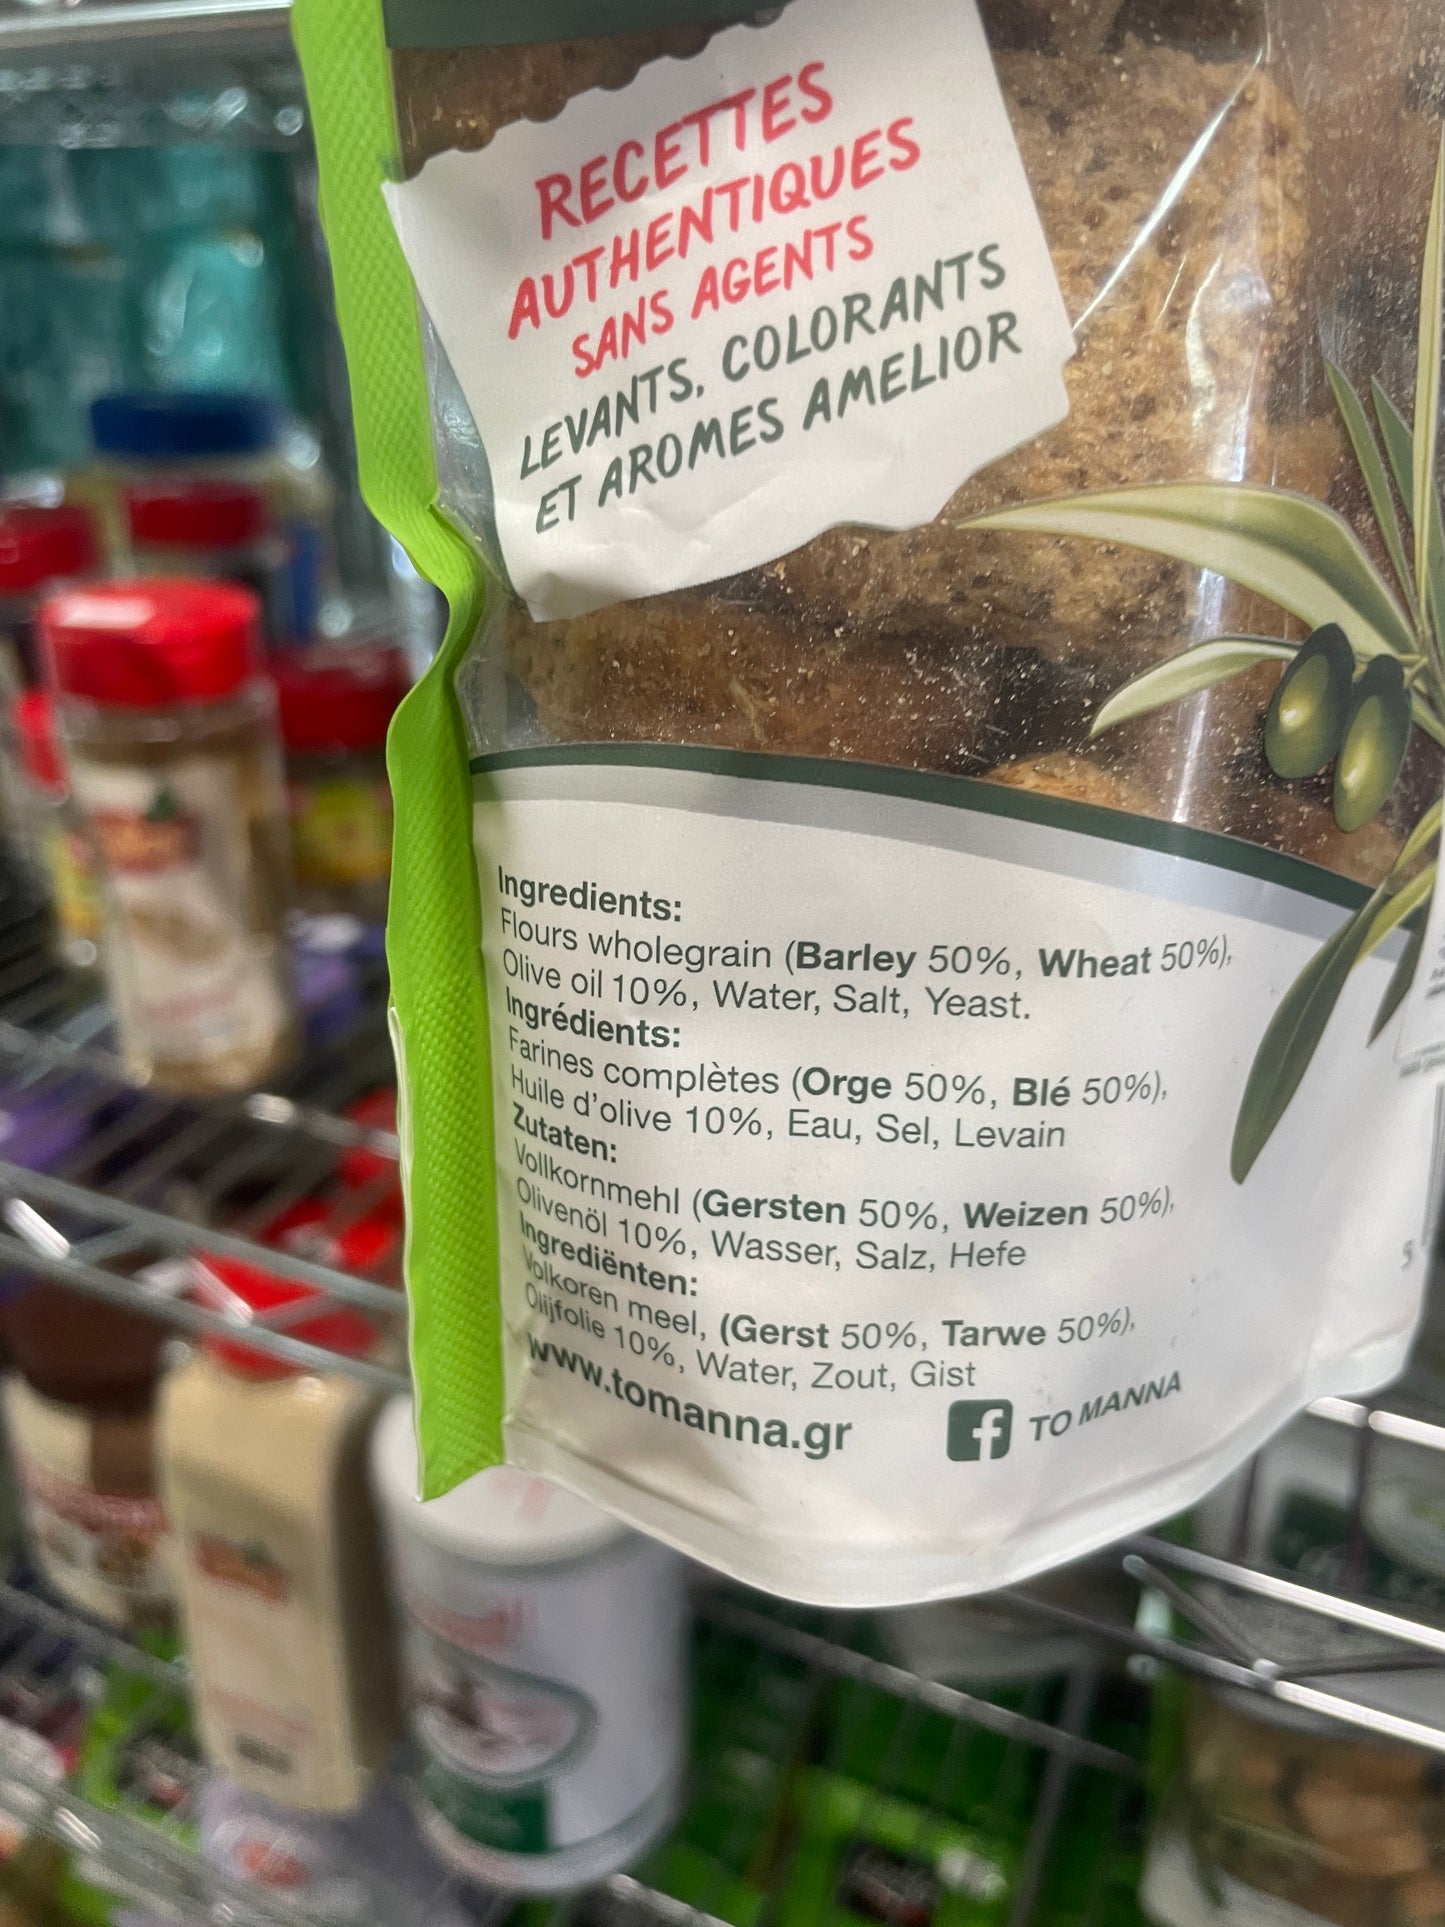 RECETTES
AUTHENTIQUES
SANS AGENTS
LEVANTS, COLORANTS
ET AROMES AMELIOR
Ingredients:
Flours wholegrain (Barley 50%, Wheat 50%),
Olive oil 10%, Water, Salt, Yeast.
Ingrédients:
Farines complètes (Orge 50%, Blé 50%),
Huile d'olive 10%, Eau, Sel, Levain
Zutaten:
Vollkornmehl (Gersten 50%, Weizen 50%),
Olivenöl 10%, Wasser, Salz, Hefe
Ingrediënten:
Volkoren meel, (Gerst 50%, Tarwe 50%),
Olijfolie 10%, Water, Zout, Gist
www.tomanna.gr
f TO MANNA